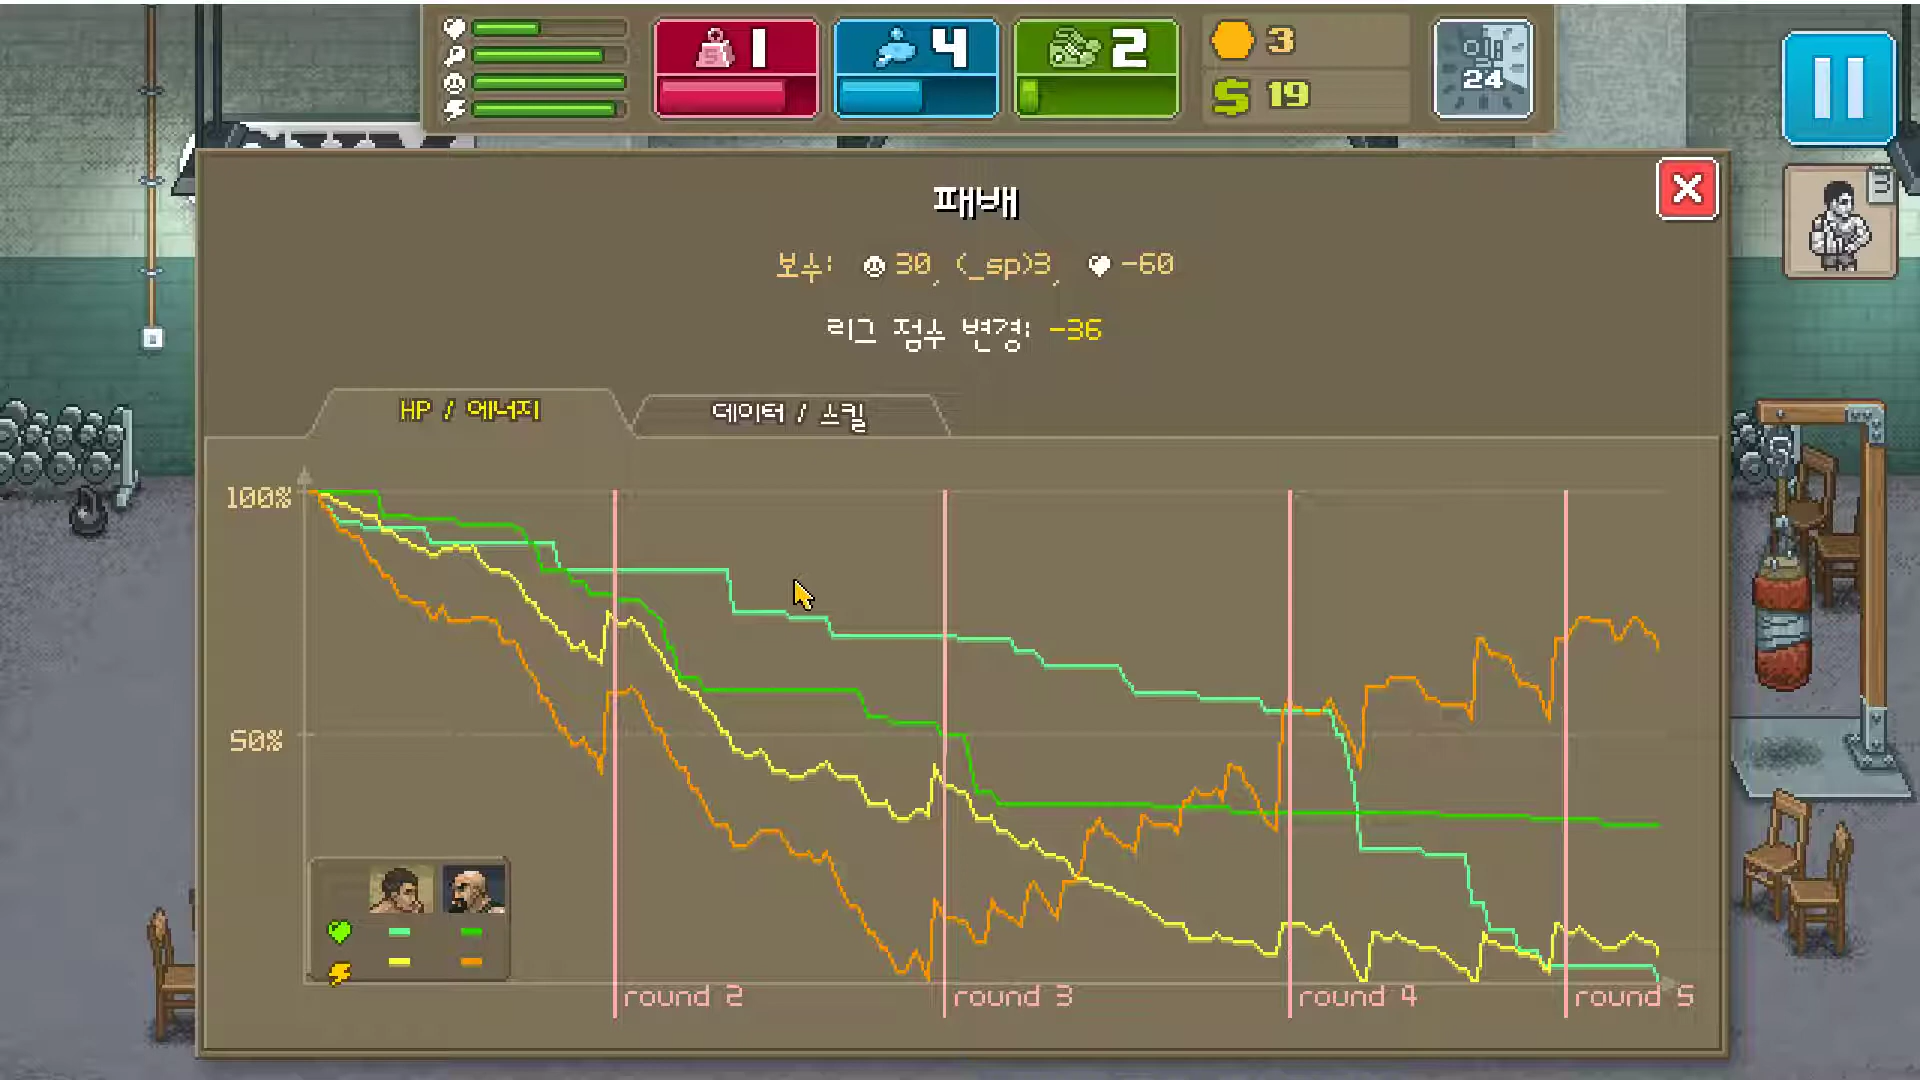 1
4
2
3
19
일
24
3
패배
보수: 30, (_sp)3, -60
리그 점수 변경: -36
HP / 에너지
데이터 / 스킬
100%
50%
round 2
round 3
round 4
round 5